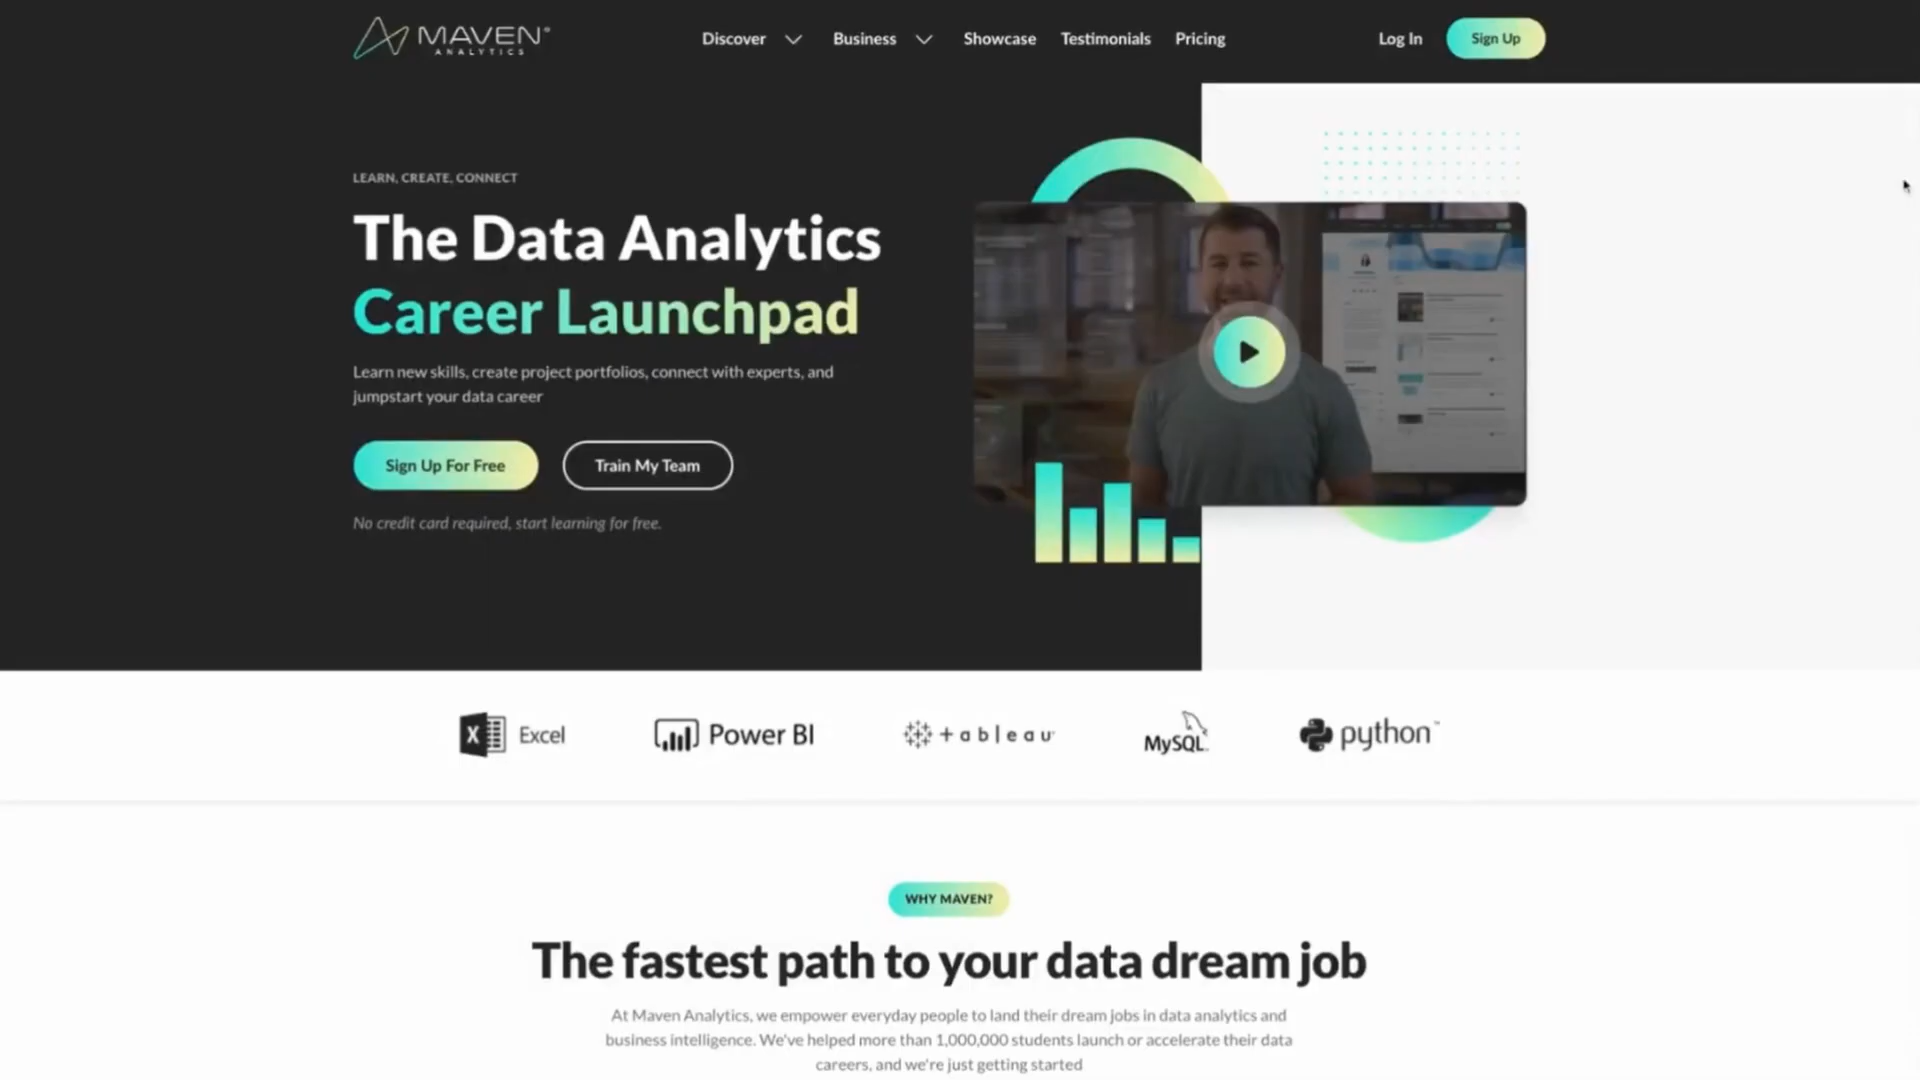 MAVEN
ANALYTICS
Discover
Business
Showcase
Testimonials
Pricing
Log In
Sign Up
LEARN, CREATE, CONNECT
The Data Analytics
Career Launchpad
Learn new skills, create project portfolios, connect with experts, and
jumpstart your data career
Sign Up For Free
Train My Team
No credit card required, start learning for free.
Excel
Power BI
+ableau
MySQL
python
WHY MAVEN?
The fastest path to your data dream job
At Maven Analytics, we empower everyday people to land their dream jobs in data analytics and
business intelligence. We've helped more than 1,000,000 students launch or accelerate their data
careers, and we're just getting started